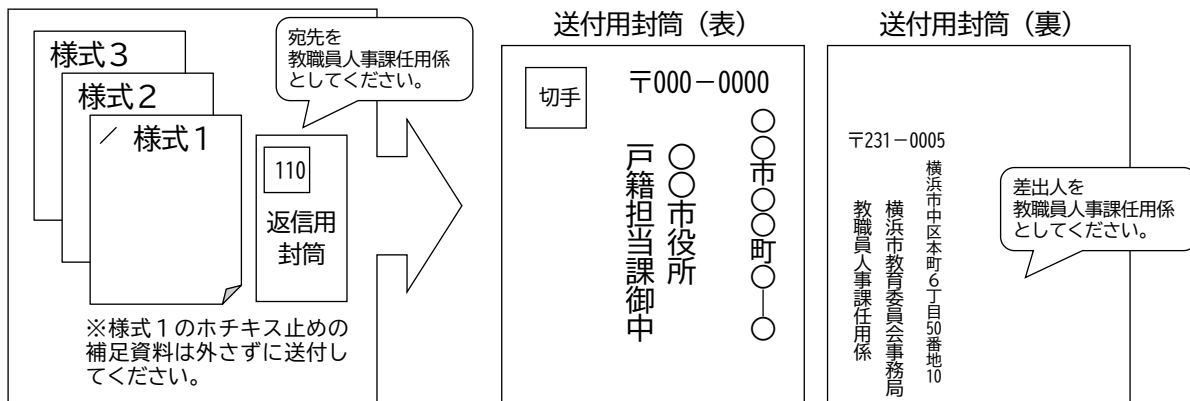 様式３
様式２
様式１
宛先を
教職員人事課任用係
としてください。
110
返信用
封筒
※様式１のホチキス止めの
補足資料は外さずに送付し
てください。
送付用封筒（表）
切手
〒000－0000
○○市○○町○―○
○○市役所
戸籍担当課御中
送付用封筒（裏）
〒231－0005
横浜市中区本町６丁目50番地10
横浜市教育委員会事務局
教職員人事課任用係
差出人を
教職員人事課任用係
としてください。